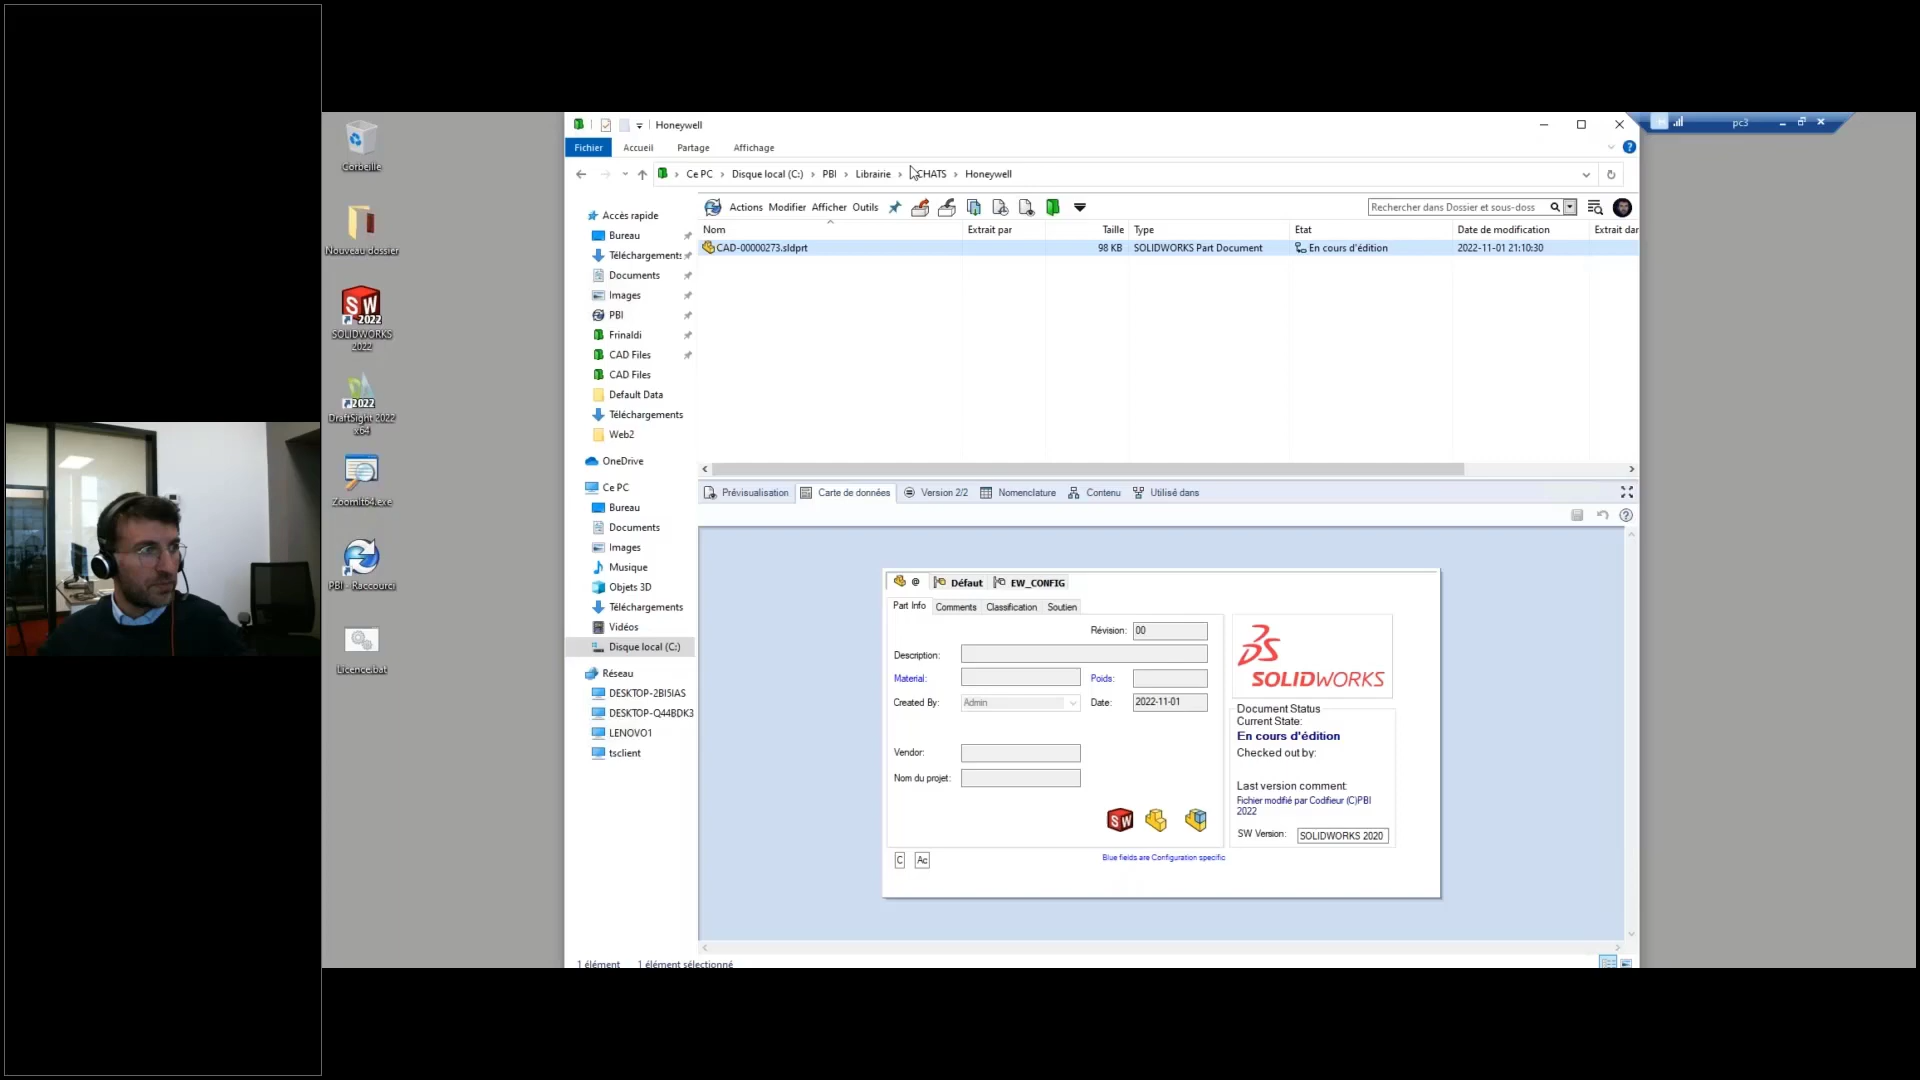 Corbeille
Nouveau dossier
SOLIDWORKS
2022
DraftSight 2022
x64
ZoomIt64.exe
PBI - Raccourci
Licence.bat
Honeywell
pc3
Fichier
Accueil
Partage
Affichage
Ce PC > Disque local (C:) > PBI > Librairie > CHATS > Honeywell
Actions Modifier Afficher Outils
Rechercher dans Dossier et sous-doss
Nom
Extrait par
Taille
Type
Etat
Date de modification
Extrait dar
CAD-00000273.sldprt
98 KB
SOLIDWORKS Part Document
En cours d'édition
2022-11-01 21:10:30
Accès rapide
Bureau
Téléchargements
Documents
Images
PBI
Frinaldi
CAD Files
CAD Files
Default Data
Téléchargements
Web2
OneDrive
Ce PC
Bureau
Documents
Images
Musique
Objets 3D
Téléchargements
Vidéos
Disque local (C:)
Réseau
DESKTOP-2BI5IAS
DESKTOP-Q44BDK3
LENOVO1
tsclient
Prévisualisation
Carte de données
Version 2/2
Nomenclature
Contenu
Utilisé dans
@
Défaut
EW_CONFIG
Part Info
Comments
Classification
Soutien
Révision: 00
Description:
Material:
Poids:
Created By: Admin
Date: 2022-11-01
Vendor:
Nom du projet:
SW
C
Ac
Blue fields are Configuration specific
SOLIDWORKS
Document Status
Current State:
En cours d'édition
Checked out by:
Last version comment:
Fichier modifié par Codifieur (C)PBI
2022
SW Version: SOLIDWORKS 2020
1 élément
1 élément sélectionné